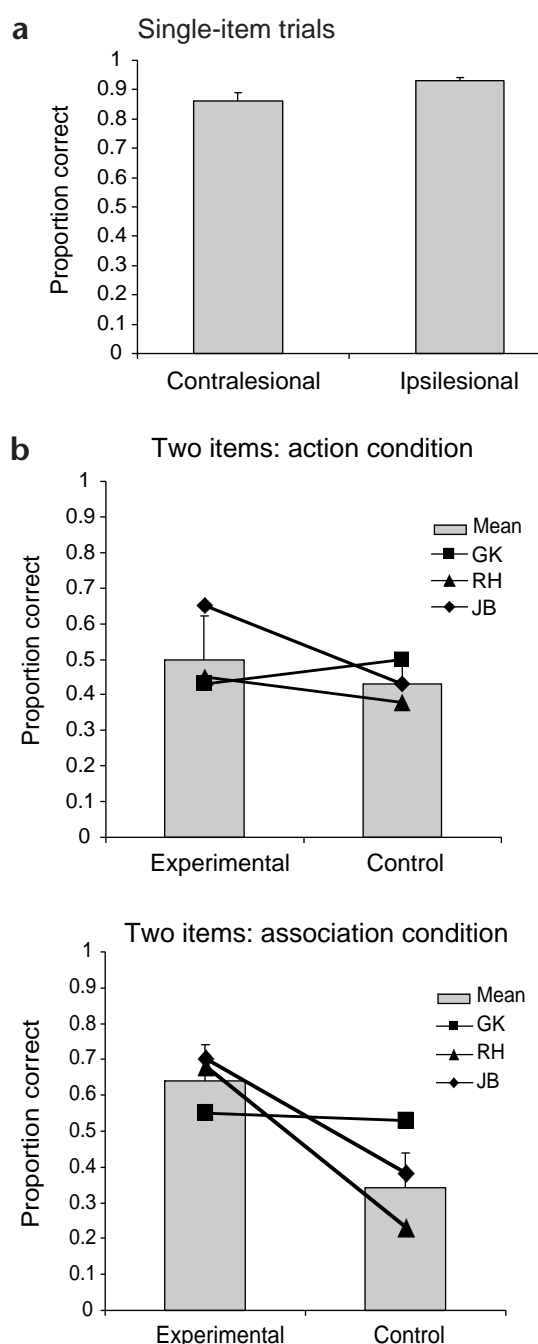 a Single-item trials
Proportion correct
1
0.9
0.8
0.7
0.6
0.5
0.4
0.3
0.2
0.1
0
Contralesional Ipsilesional
b Two items: action condition
Proportion correct
1
0.9
0.8
0.7
0.6
0.5
0.4
0.3
0.2
0.1
0
Mean
GK
RH
JB
Experimental Control
Two items: association condition
Proportion correct
1
0.9
0.8
0.7
0.6
0.5
0.4
0.3
0.2
0.1
0
Mean
GK
RH
JB
Experimental Control